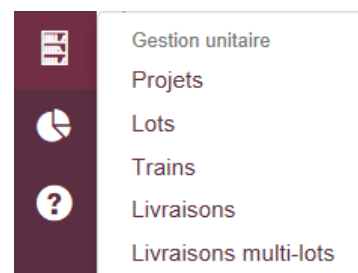 Gestion unitaire
Projets
Lots
Trains
Livraisons
Livraisons multi-lots